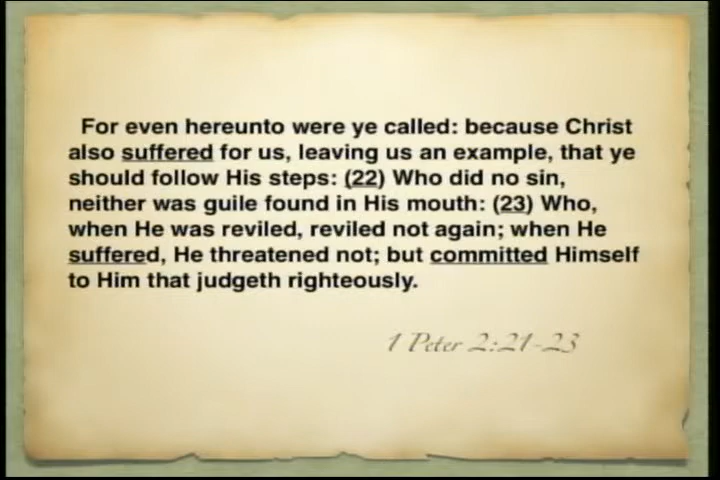 For even hereunto were ye called: because Christ
also suffered for us, leaving us an example, that ye
should follow His steps: (22) Who did no sin,
neither was guile found in His mouth: (23) Who,
when He was reviled, reviled not again; when He
suffered, He threatened not; but committed Himself
to Him that judgeth righteously.
1 Peter 2:21-23